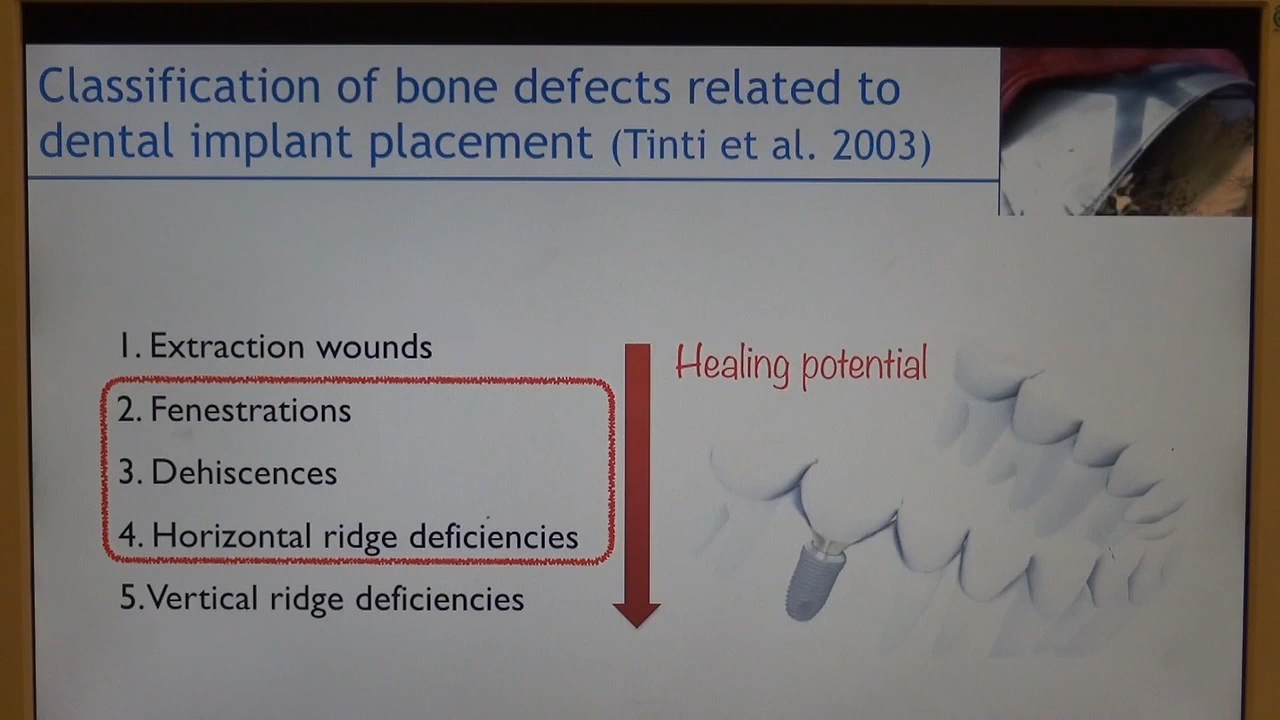 Classification of bone defects related to
dental implant placement (Tinti et al. 2003)
1. Extraction wounds
Healing potential
2. Fenestrations
3. Dehiscences
4. Horizontal ridge deficiencies
5. Vertical ridge deficiencies